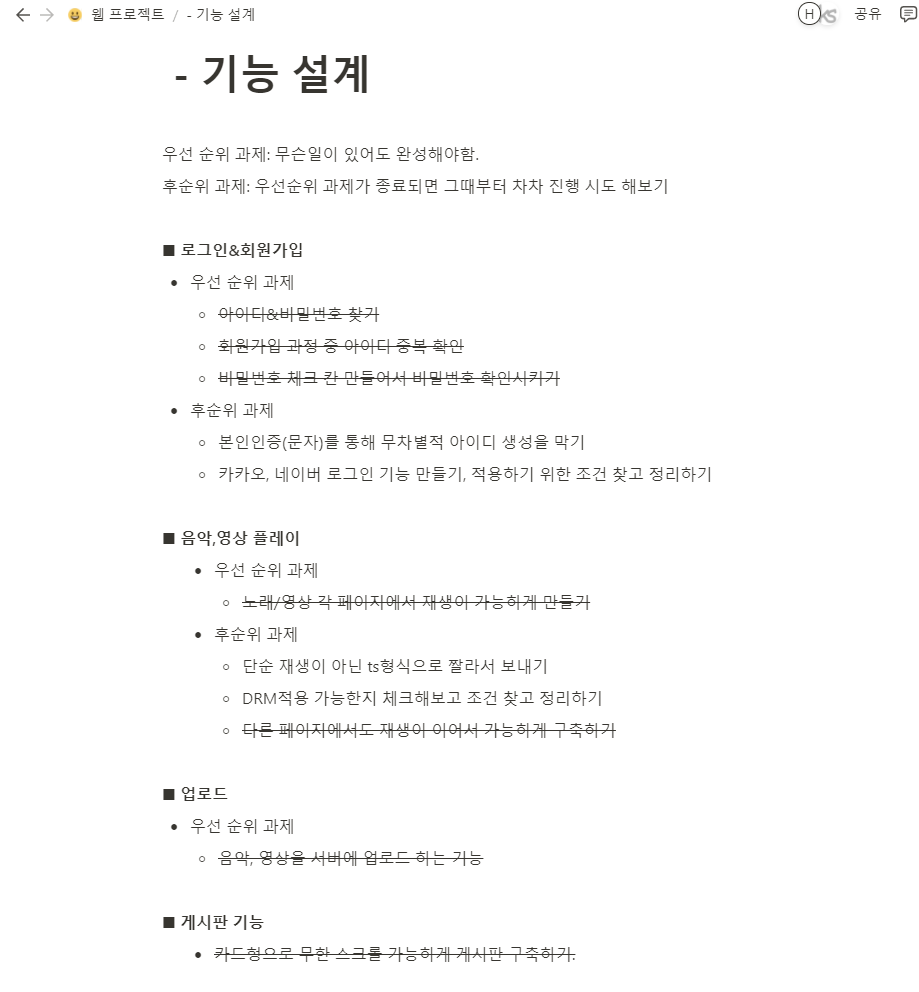 웹 프로젝트 / - 기능 설계
H
KS
공유
- 기능 설계
우선 순위 과제: 무슨일이 있어도 완성해야함.
후순위 과제: 우선순위 과제가 종료되면 그때부터 차차 진행 시도 해보기
■ 로그인&회원가입
우선 순위 과제
아이디&비밀번호 찾기
회원가입 과정 중 아이디 중복 확인
비밀번호 체크 칸 만들어서 비밀번호 확인시키기
후순위 과제
본인인증(문자)를 통해 무차별적 아이디 생성을 막기
카카오, 네이버 로그인 기능 만들기, 적용하기 위한 조건 찾고 정리하기
■ 음악,영상 플레이
우선 순위 과제
노래/영상 각 페이지에서 재생이 가능하게 만들기
후순위 과제
단순 재생이 아닌 ts형식으로 짤라서 보내기
DRM적용 가능한지 체크해보고 조건 찾고 정리하기
다른 페이지에서도 재생이 이어서 가능하게 구축하기
■ 업로드
우선 순위 과제
음악, 영상을 서버에 업로드 하는 기능
■ 게시판 기능
카드형으로 무한 스크롤 가능하게 게시판 구축하기.